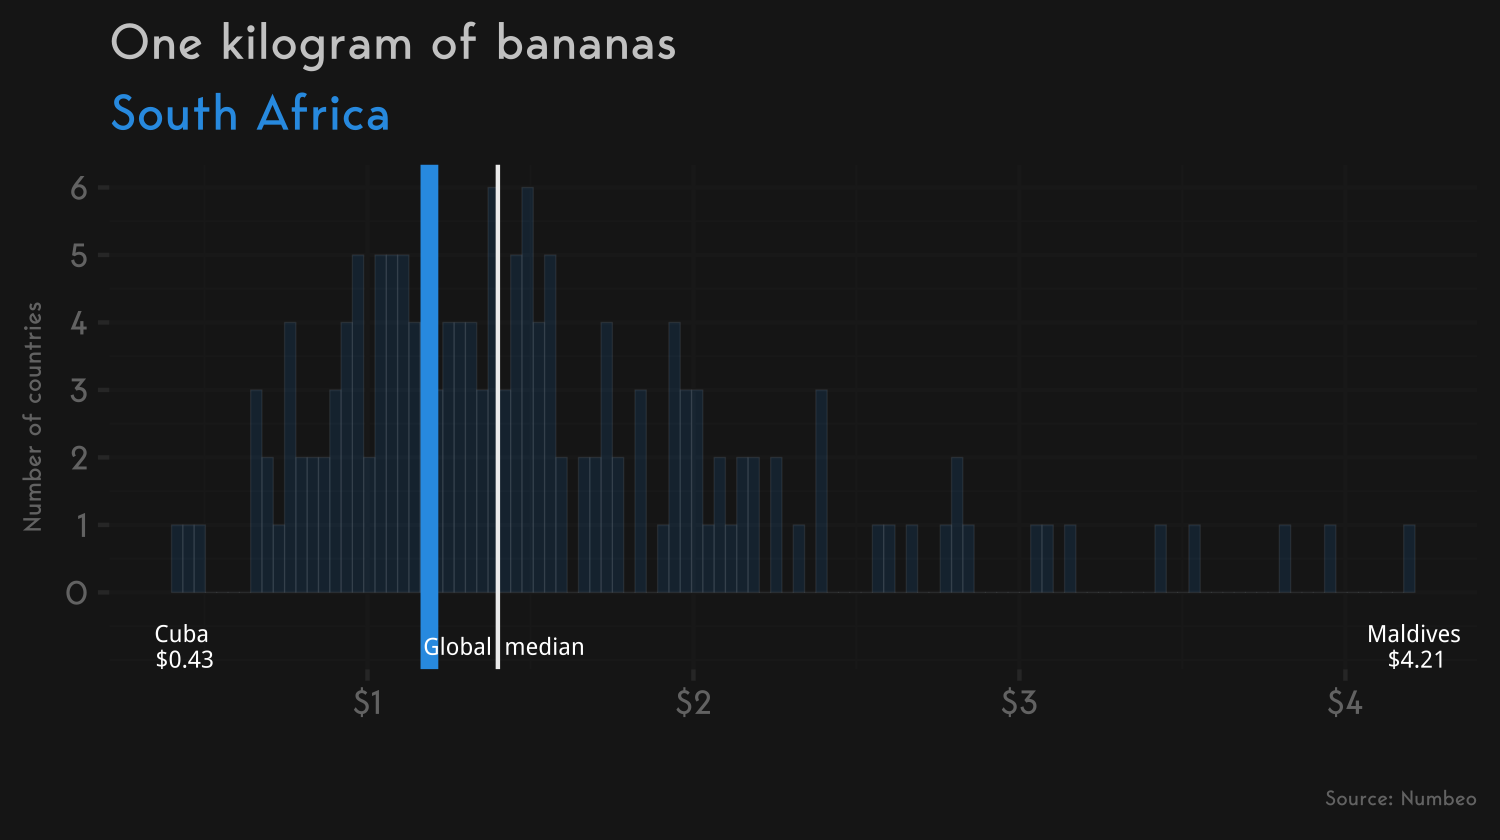 One kilogram of bananas
South Africa
Number of countries
6
5
4
3
2
1
0
Cuba
$0.43
Global median
Maldives
$4.21
$1 $2 $3 $4
Source: Numbeo